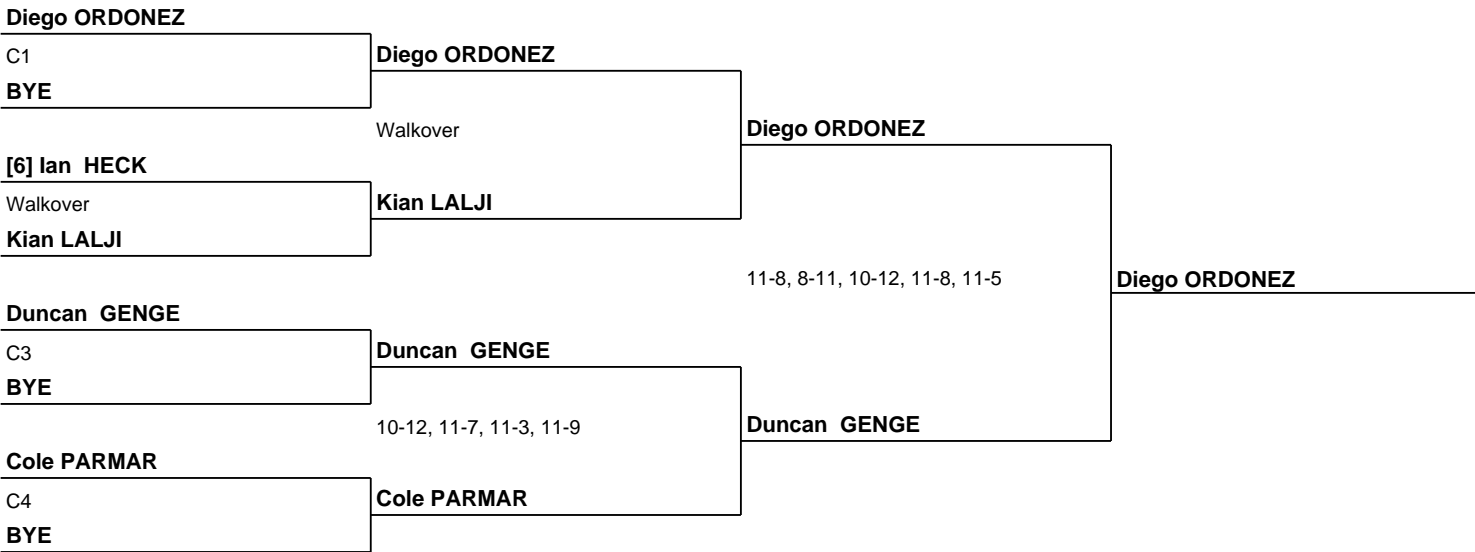 Diego ORDONEZ
C1
BYE
Diego ORDONEZ
Walkover
Diego ORDONEZ
[6] Ian  HECK
Walkover
Kian LALJI
Kian LALJI
11-8, 8-11, 10-12, 11-8, 11-5
Diego ORDONEZ
Duncan  GENGE
C3
BYE
Duncan  GENGE
10-12, 11-7, 11-3, 11-9
Duncan  GENGE
Cole PARMAR
C4
BYE
Cole PARMAR